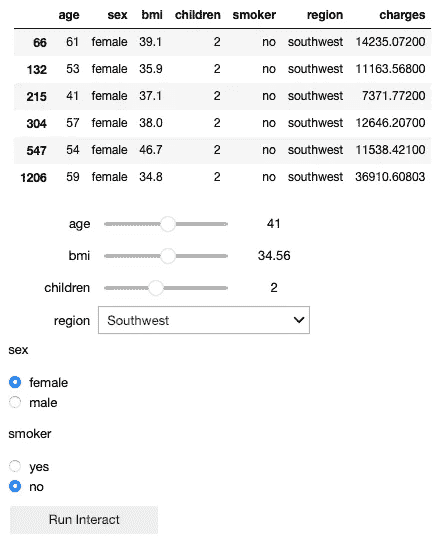 age sex bmi children smoker region charges
66 61 female 39.1 2 no southwest 14235.07200
132 53 female 35.9 2 no southwest 11163.56800
215 41 female 37.1 2 no southwest 7371.77200
304 57 female 38.0 2 no southwest 12646.20700
547 54 female 46.7 2 no southwest 11538.42100
1206 59 female 34.8 2 no southwest 36910.60803
age 41
bmi 34.56
children 2
region Southwest
sex
female
male
smoker
yes
no
Run Interact